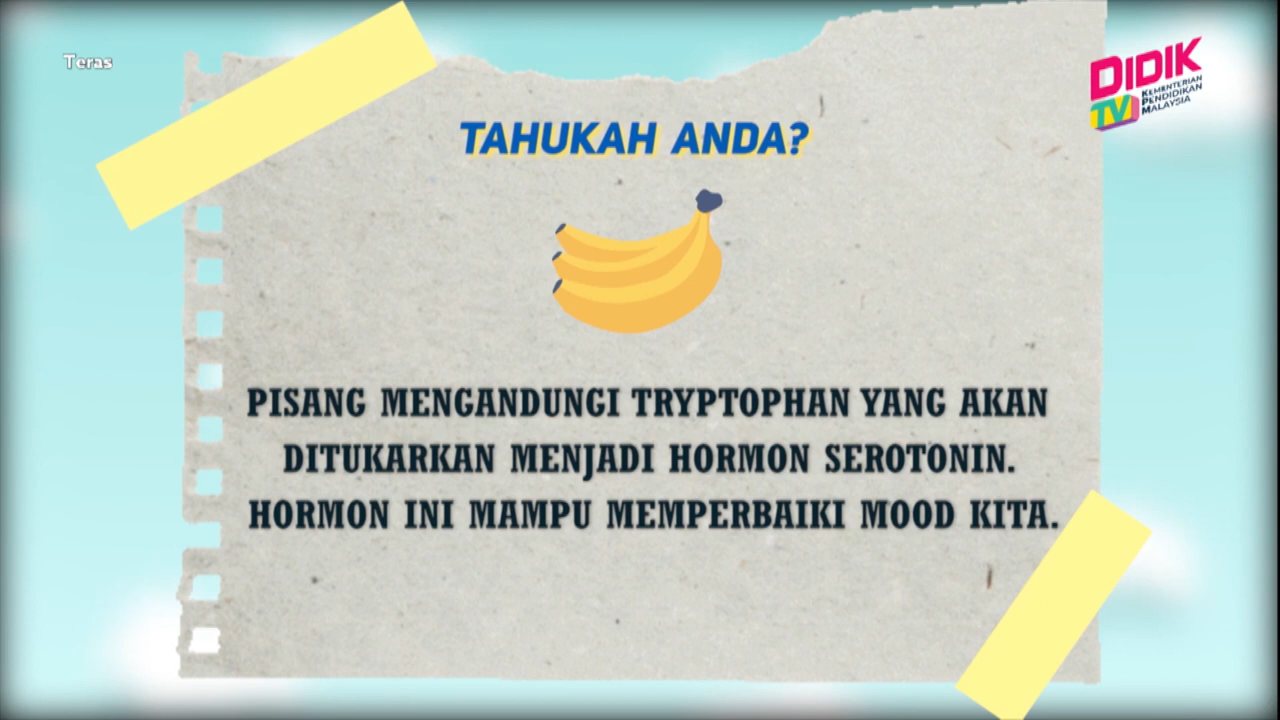 Teras
DIDIK
TV
KEMENTERIAN
PENDIDIKAN
MALAYSIA
TAHUKAH ANDA?
PISANG MENGANDUNGI TRYPTOPHAN YANG AKAN
DITUKARKAN MENJADI HORMON SEROTONIN.
HORMON INI MAMPU MEMPERBAIKI MOOD KITA.